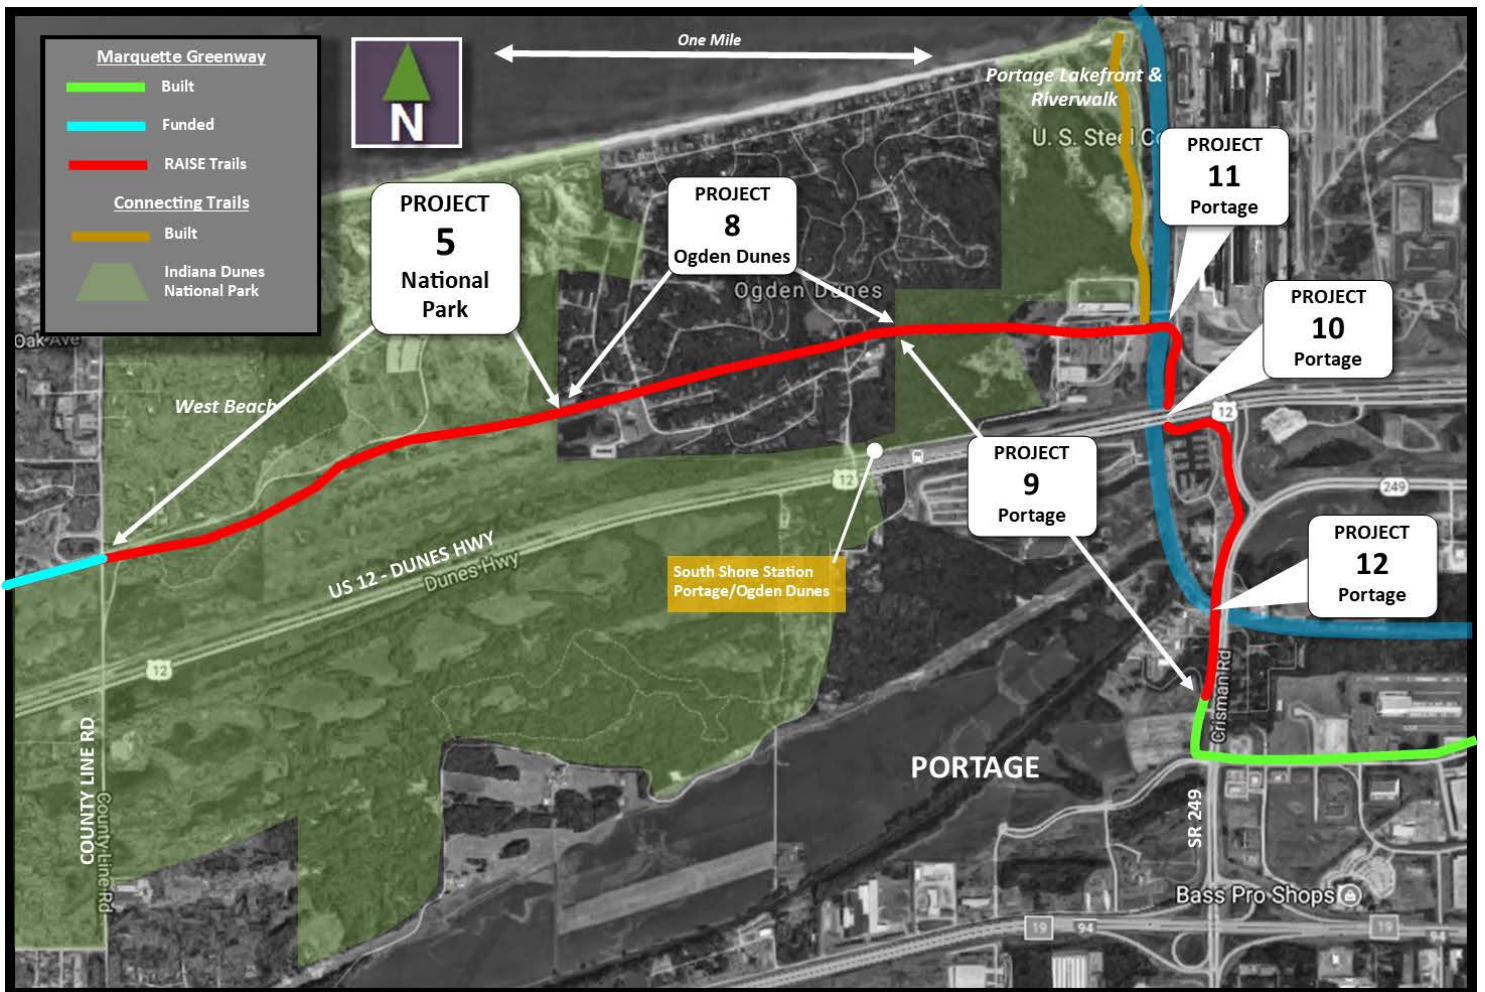 Marquette Greenway
Built
Funded
RAISE Trails
Connecting Trails
Built
Indiana Dunes
National Park
N
One Mile
Portage Lakefront &
Riverwalk
U. S. Steel Co
PROJECT
11
Portage
PROJECT
5
National
Park
PROJECT
8
Ogden Dunes
Ogden Dunes
PROJECT
10
Portage
Oak Ave
West Beach
12
PROJECT
9
Portage
12
249
US 12 - DUNES HWY
Dunes Hwy
South Shore Station
Portage/Ogden Dunes
PROJECT
12
Portage
12
Crisman Rd
COUNTY LINE RD
County Line Rd
PORTAGE
SR 249
Bass Pro Shops
19
94
19
94